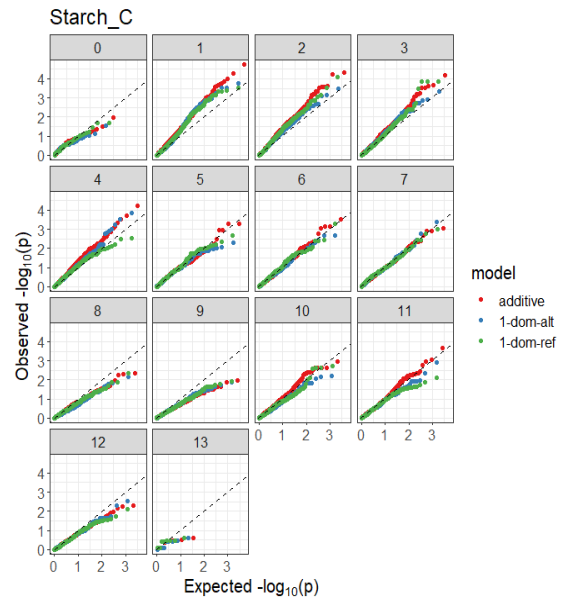 Starch_C
0 1 2 3
4
3
2
1
0
4 5 6 7
4
3
2
1
0
8 9 10 11
4
3
2
1
0
12 13
0 1 2 3 0 1 2 3
4
3
2
1
0
0 1 2 3 0 1 2 3
Observed -log10(p)
Expected -log10(p)
model
additive
1-dom-alt
1-dom-ref